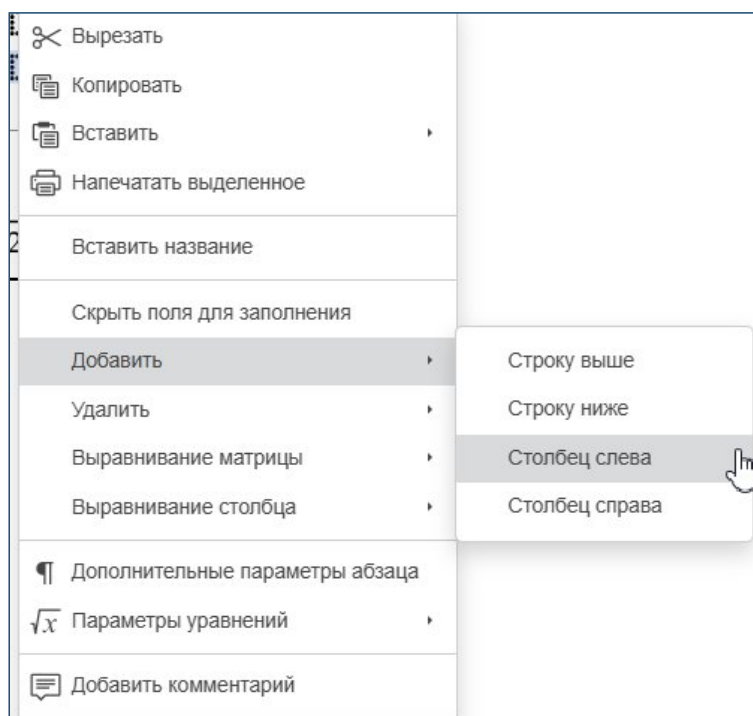 Вырезать
Копировать
Вставить
Напечатать выделенное
2
Вставить название
Скрыть поля для заполнения
Добавить
Удалить
Выравнивание матрицы
Выравнивание столбца
Строку выше
Строку ниже
Столбец слева
Столбец справа
¶ Дополнительные параметры абзаца
√x Параметры уравнений
Добавить комментарий